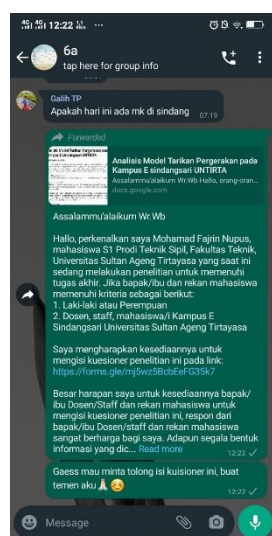 12:22
6a
tap here for group info
Galih TP
Apakah hari ini ada mk di sindang
07:19
Forwarded
Analisis Model Tarikan Pergerakan pada
Kampus E sindangsari UNTIRTA
Assalammu'alaikum Wr.Wb Hallo, orang-oran...
docs.google.com
Assalammu'alaikum Wr.Wb
Hallo, perkenalkan saya Mohamad Fajrin Nupus,
mahasiswa S1 Prodi Teknik Sipil, Fakultas Teknik,
Universitas Sultan Ageng Tirtayasa yang saat ini
sedang melakukan penelitian untuk memenuhi
tugas akhir. Jika bapak/ibu dan rekan mahasiswa
memenuhi kriteria sebagai berikut:
1. Laki-laki atau Perempuan
2. Dosen, staff, mahasiswa/i Kampus E
Sindangsari Universitas Sultan Ageng Tirtayasa
Saya mengharapkan kesediaannya untuk
mengisi kuesioner penelitian ini pada link:
https://forms.gle/mj5wz5BcbEeFG35k7
Besar harapan saya untuk kesediaannya bapak/
ibu Dosen/Staff dan rekan mahasiswa untuk
mengisi kuesioner penelitian ini, respon dari
bapak/ibu Dosen/staff dan rekan mahasiswa
sangat berharga bagi saya. Adapun segala bentuk
informasi yang dic... Read more
12:22
Gaess mau minta tolong isi kuisioner ini, buat
temen aku 🙏😊
12:22
Message